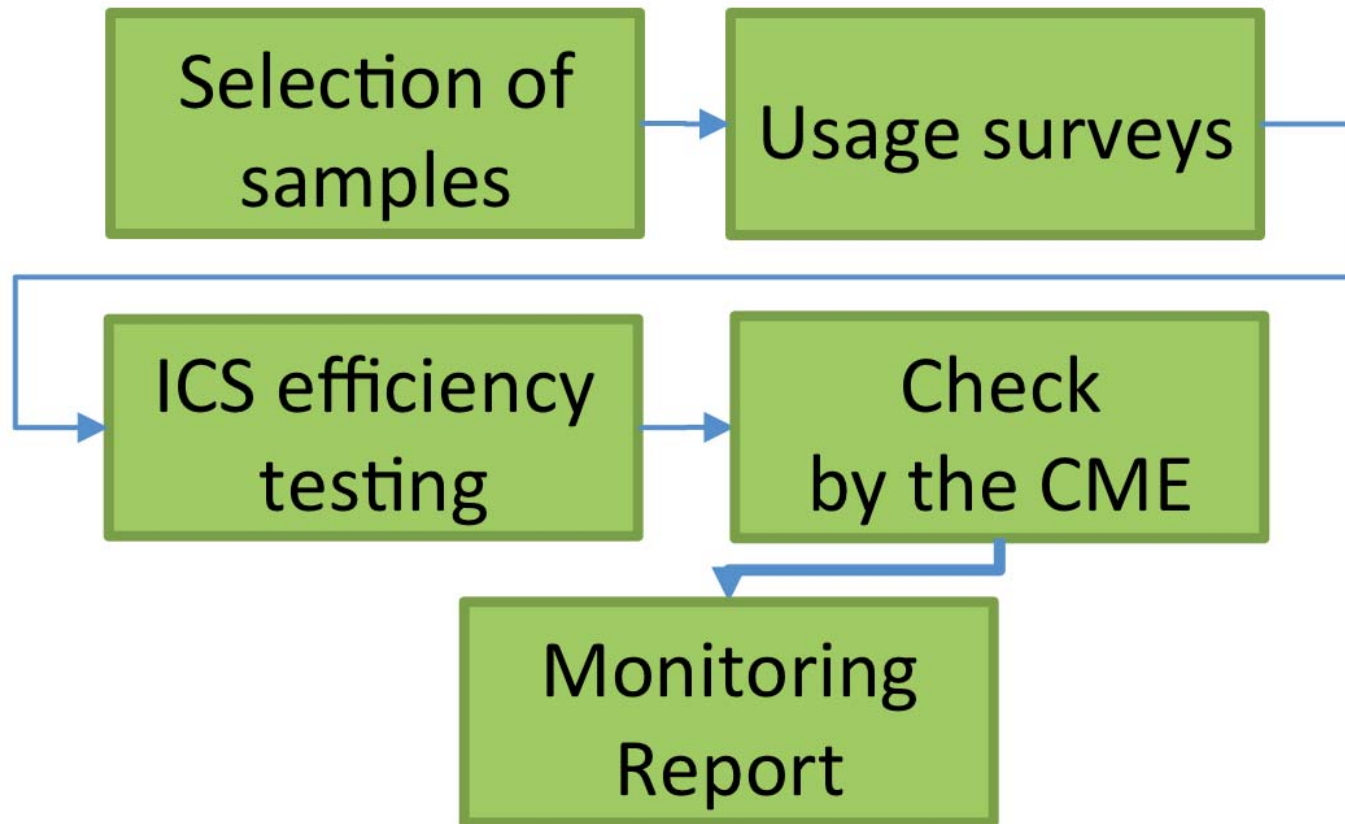 Selection of
samples
Usage surveys
ICS efficiency
testing
Check
by the CME
Monitoring
Report